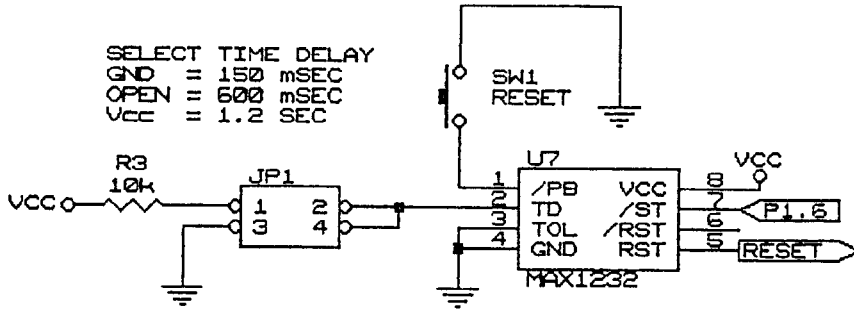 SELECT TIME DELAY
GND = 150 mSEC
OPEN = 600 mSEC
Vcc = 1.2 SEC
SW1
RESET
R3
10k
VCC
JP1
1 2
3 4
U7
VCC
1 /PB VCC 8
2 TD /ST 7 P1.6
3 TOL /RST 6
4 GND RST 5 RESET
MAX1232